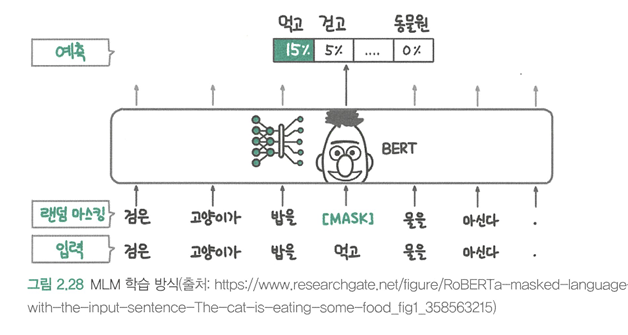 먹고 걷고 동물원
예측 15% 5% .... 0%
BERT
랜덤 마스킹 검은 고양이가 밥을 [MASK] 물을 마신다 .
입력 검은 고양이가 밥을 먹고 물을 마신다 .
그림 2.28 MLM 학습 방식(출처: https://www.researchgate.net/figure/RoBERTa-masked-language-
with-the-input-sentence-The-cat-is-eating-some-food_fig1_358563215)